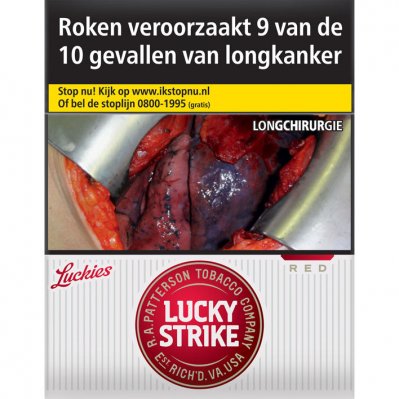 Roken veroorzaakt 9 van de
10 gevallen van longkanker
Stop nu! Kijk op www.ikstopnu.nl
Of bel de stoplijn 0800-1995 (gratis)
LONGCHIRURGIE
Luckies
RED
R.A. PATTERSON TOBACCO COMPANY
LUCKY
STRIKE
EST. RICH'D. VA. USA